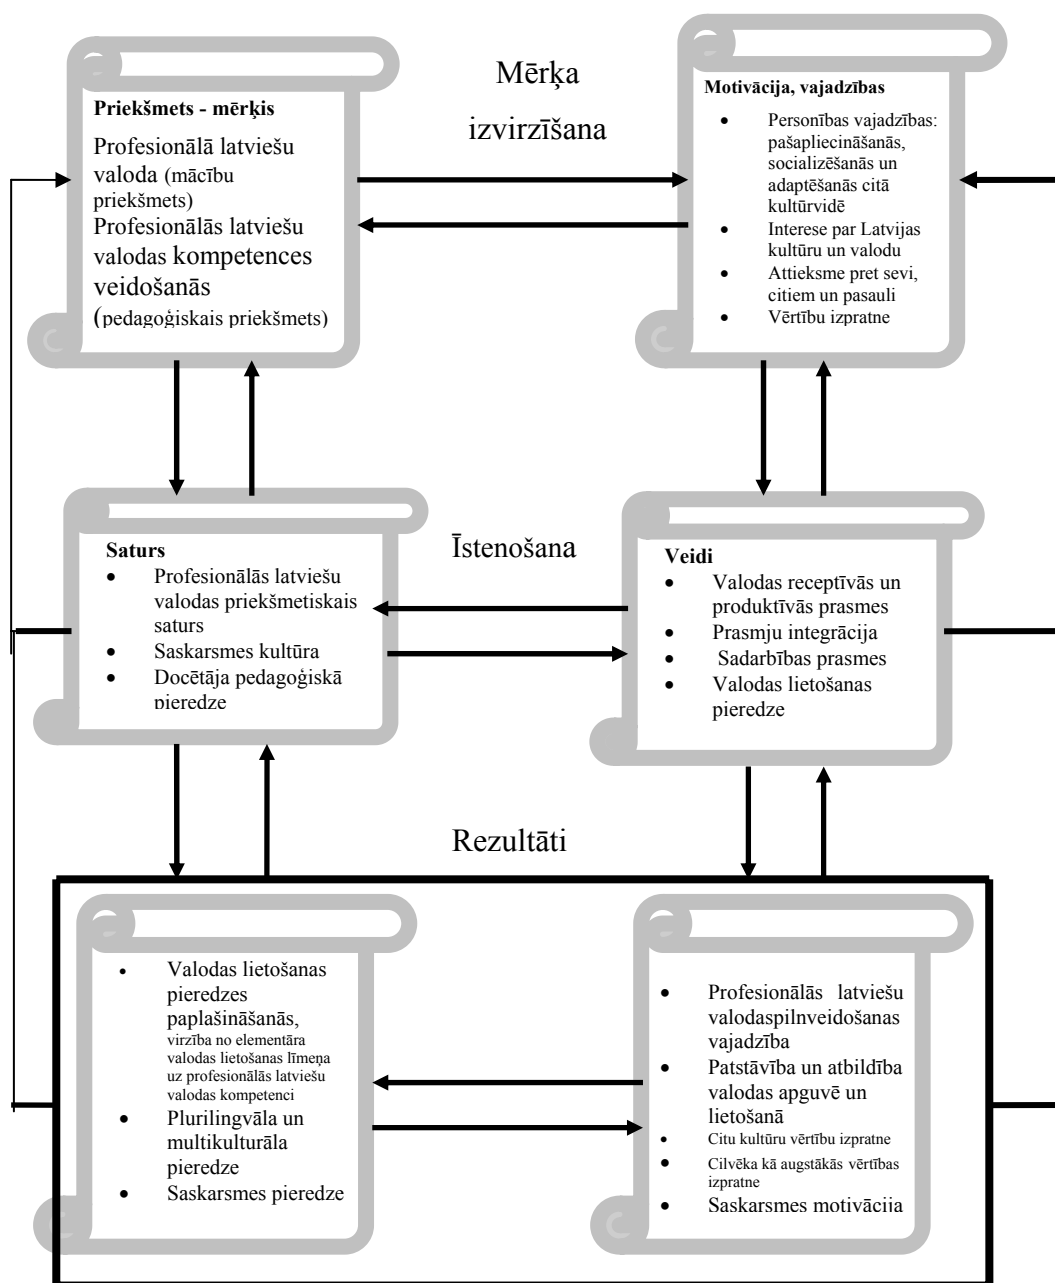 Mērķa
izvirzīšana
Priekšmets - mērķis
Profesionālā latviešu
valoda (mācību
priekšmets)
Profesionālās latviešu
valodas kompetences
veidošanās
(pedagoģiskais priekšmets)
Motivācija, vajadzības
• Personības vajadzības:
pašapliecināšanās,
socializēšanās un
adaptēšanās citā
kultūrvidē
• Interese par Latvijas
kultūru un valodu
• Attieksme pret sevi,
citiem un pasauli
• Vērtību izpratne
Īstenošana
Saturs
• Profesionālās latviešu
valodas priekšmetiskais
saturs
• Saskarsmes kultūra
• Docētāja pedagoģiskā
pieredze
Veidi
• Valodas receptīvās un
produktīvās prasmes
• Prasmju integrācija
• Sadarbības prasmes
• Valodas lietošanas
pieredze
Rezultāti
• Valodas lietošanas
pieredzes
paplašināšanās,
virzība no elementāra
valodas lietošanas līmeņa
uz profesionālās latviešu
valodas kompetenci
• Plurilingvāla un
multikulturāla
pieredze
• Saskarsmes pieredze
• Profesionālās latviešu
valodaspilnveidošanas
vajadzība
• Patstāvība un atbildība
valodas apguvē un
lietošanā
• Citu kultūru vērtību izpratne
• Cilvēka kā augstākās vērtības
izpratne
• Saskarsmes motivācija